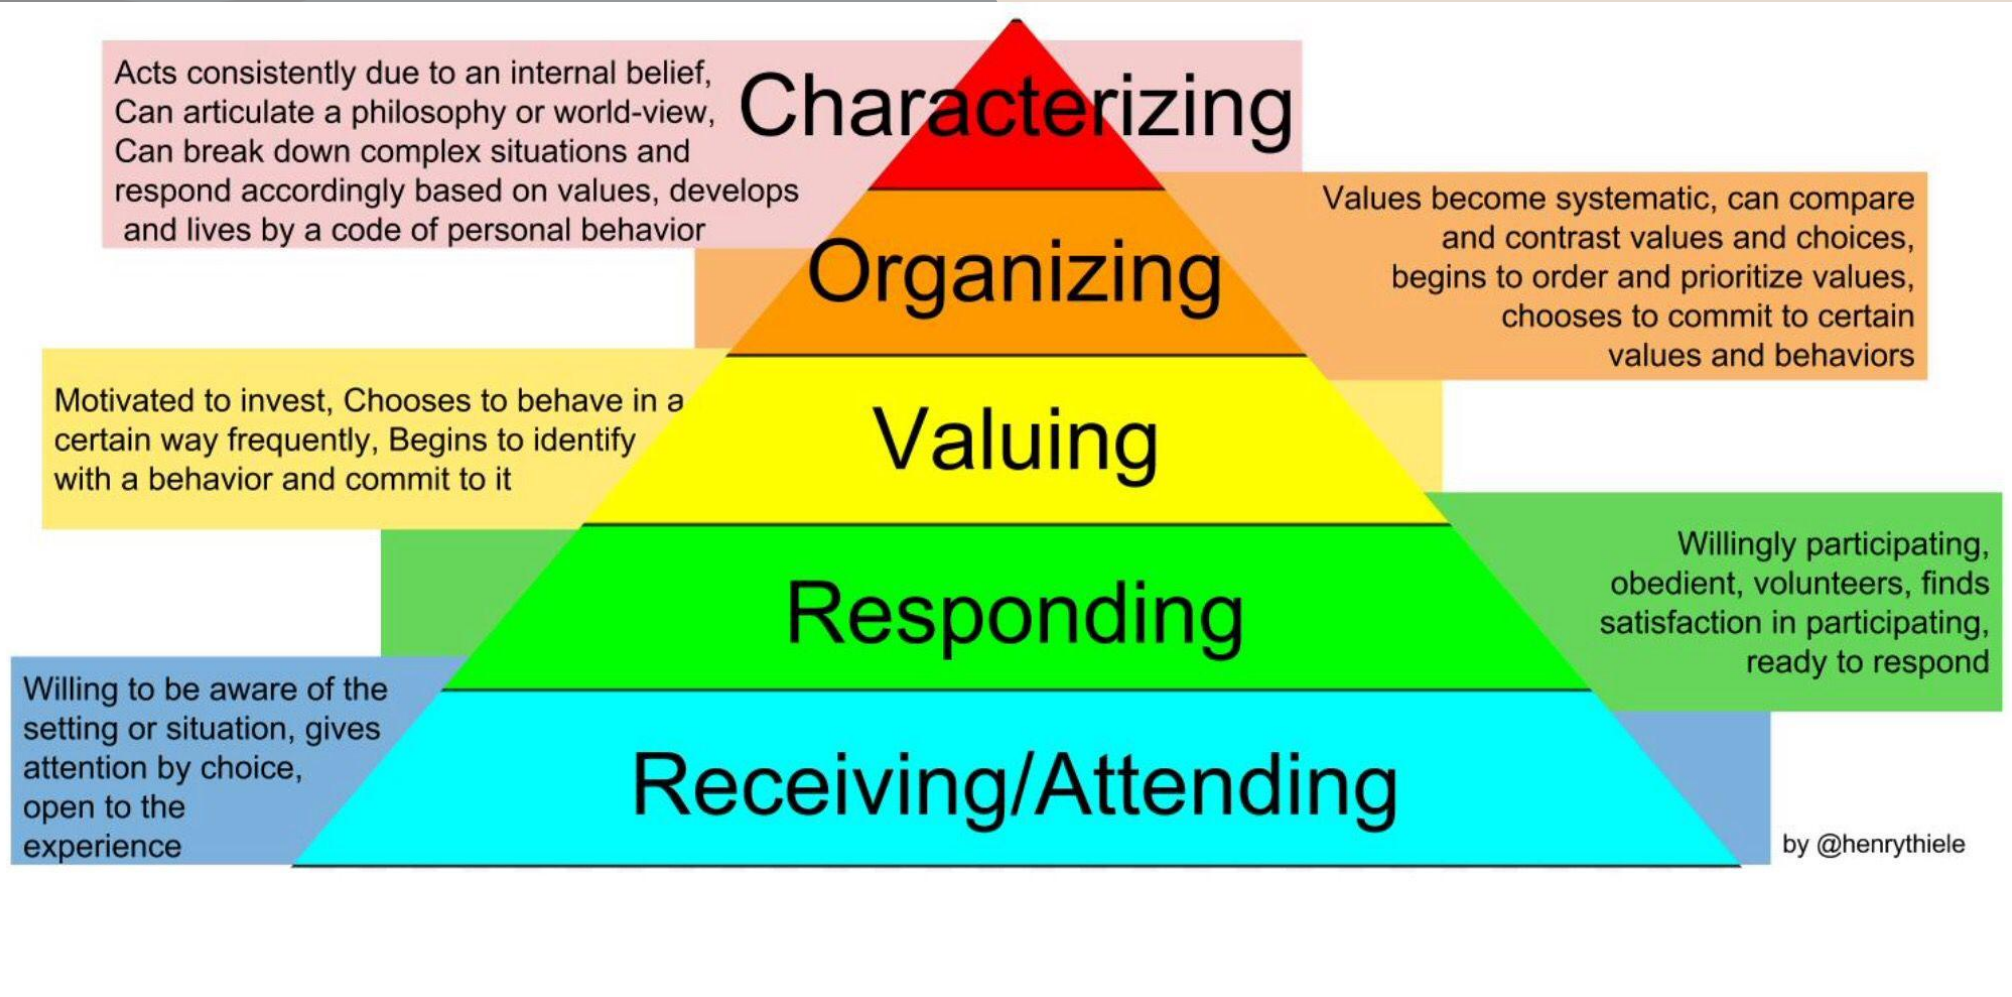 Acts consistently due to an internal belief,
Can articulate a philosophy or world-view,
Can break down complex situations and
respond accordingly based on values, develops
and lives by a code of personal behavior
Characterizing
Values become systematic, can compare
and contrast values and choices,
begins to order and prioritize values,
chooses to commit to certain
values and behaviors
Organizing
Motivated to invest, Chooses to behave in a
certain way frequently, Begins to identify
with a behavior and commit to it
Valuing
Willingly participating,
obedient, volunteers, finds
satisfaction in participating,
ready to respond
Responding
Willing to be aware of the
setting or situation, gives
attention by choice,
open to the
experience
Receiving/Attending
by @henrythiele